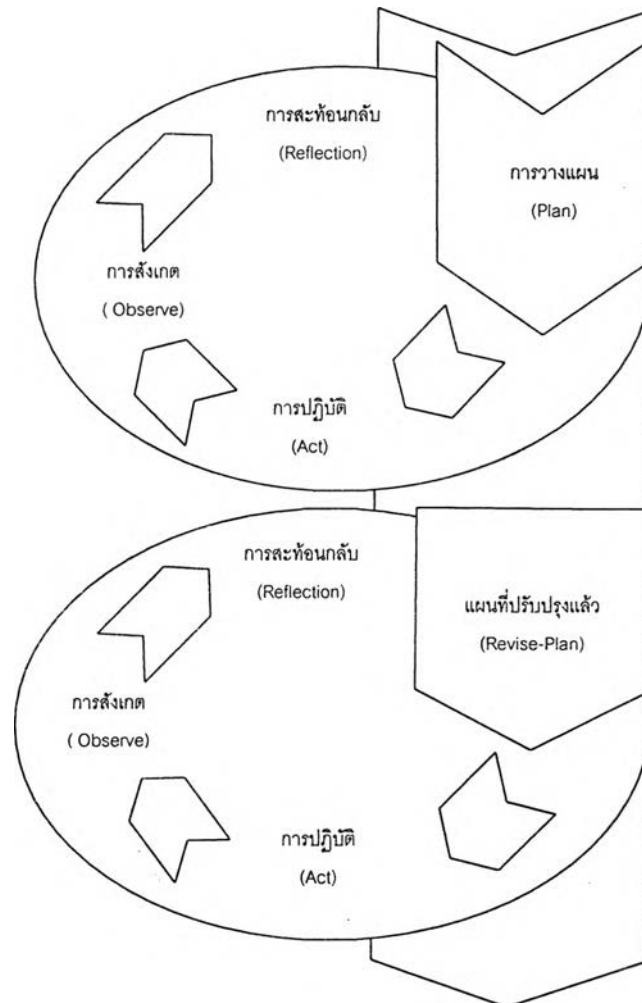 การสะท้อนกลับ
(Reflection)
การวางแผน
(Plan)
การสังเกต
( Observe)
การปฏิบัติ
(Act)
การสะท้อนกลับ
(Reflection)
แผนที่ปรับปรุงแล้ว
(Revise-Plan)
การสังเกต
( Observe)
การปฏิบัติ
(Act)